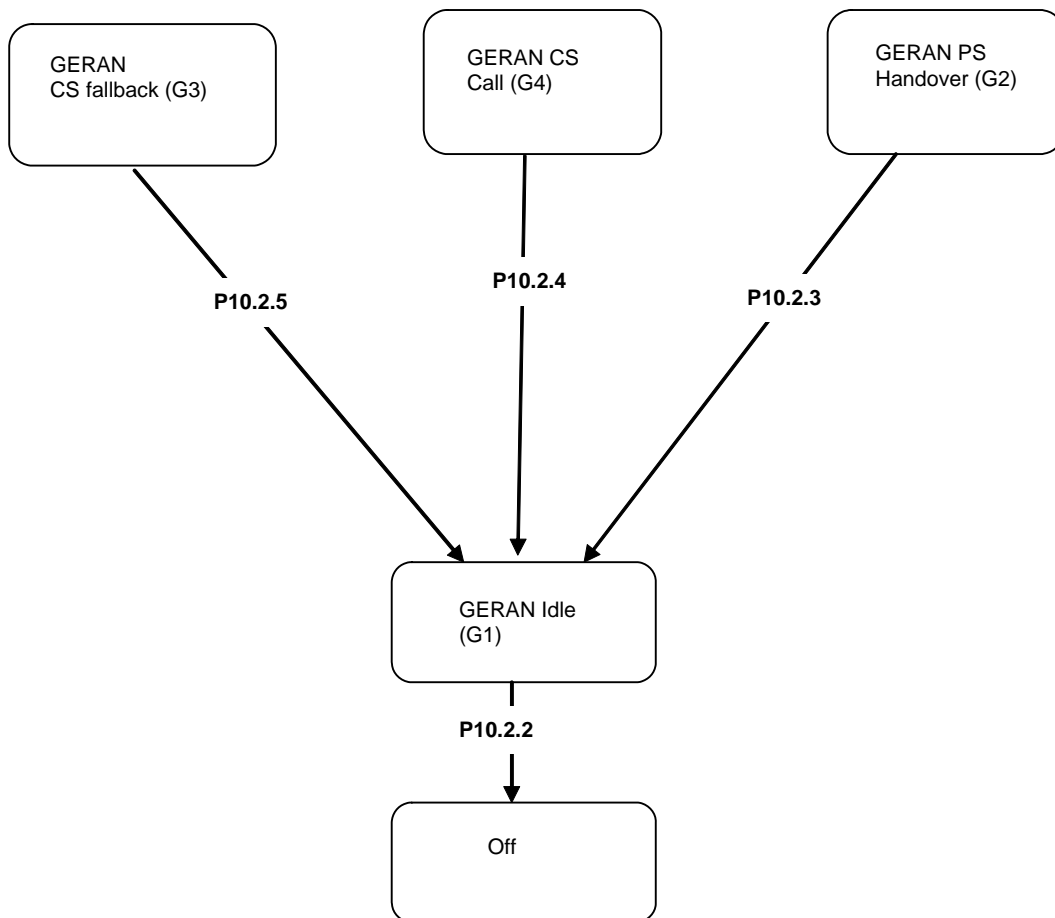 GERAN
CS fallback (G3)
GERAN CS
Call (G4)
GERAN PS
Handover (G2)
P10.2.5
P10.2.4
P10.2.3
GERAN Idle
(G1)
P10.2.2
Off